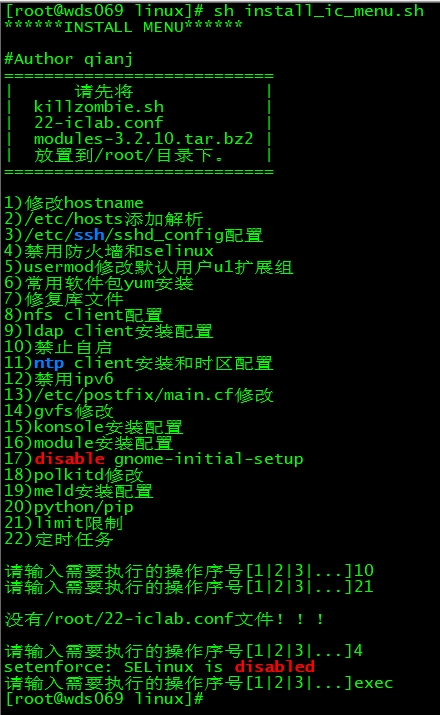 [root@wds069 linux]# sh install_ic_menu.sh
******INSTALL MENU******
#Author qianj
===========================
|      请先将             |
|  killzombie.sh          |
|  22-iclab.conf          |
|  modules-3.2.10.tar.bz2 |
|  放置到/root/目录下。    |
===========================
1)修改hostname
2)/etc/hosts添加解析
3)/etc/ssh/sshd_config配置
4)禁用防火墙和selinux
5)usermod修改默认用户u1扩展组
6)常用软件包yum安装
7)修复库文件
8)nfs client配置
9)ldap client安装配置
10)禁止自启
11)ntp client安装和时区配置
12)禁用ipv6
13)/etc/postfix/main.cf修改
14)gvfs修改
15)konsole安装配置
16)module安装配置
17)disable gnome-initial-setup
18)polkitd修改
19)meld安装配置
20)python/pip
21)limit限制
22)定时任务
请输入需要执行的操作序号[1|2|3|...]10
请输入需要执行的操作序号[1|2|3|...]21
没有/root/22-iclab.conf文件！！！
请输入需要执行的操作序号[1|2|3|...]4
setenforce: SELinux is disabled
请输入需要执行的操作序号[1|2|3|...]exec
[root@wds069 linux]#